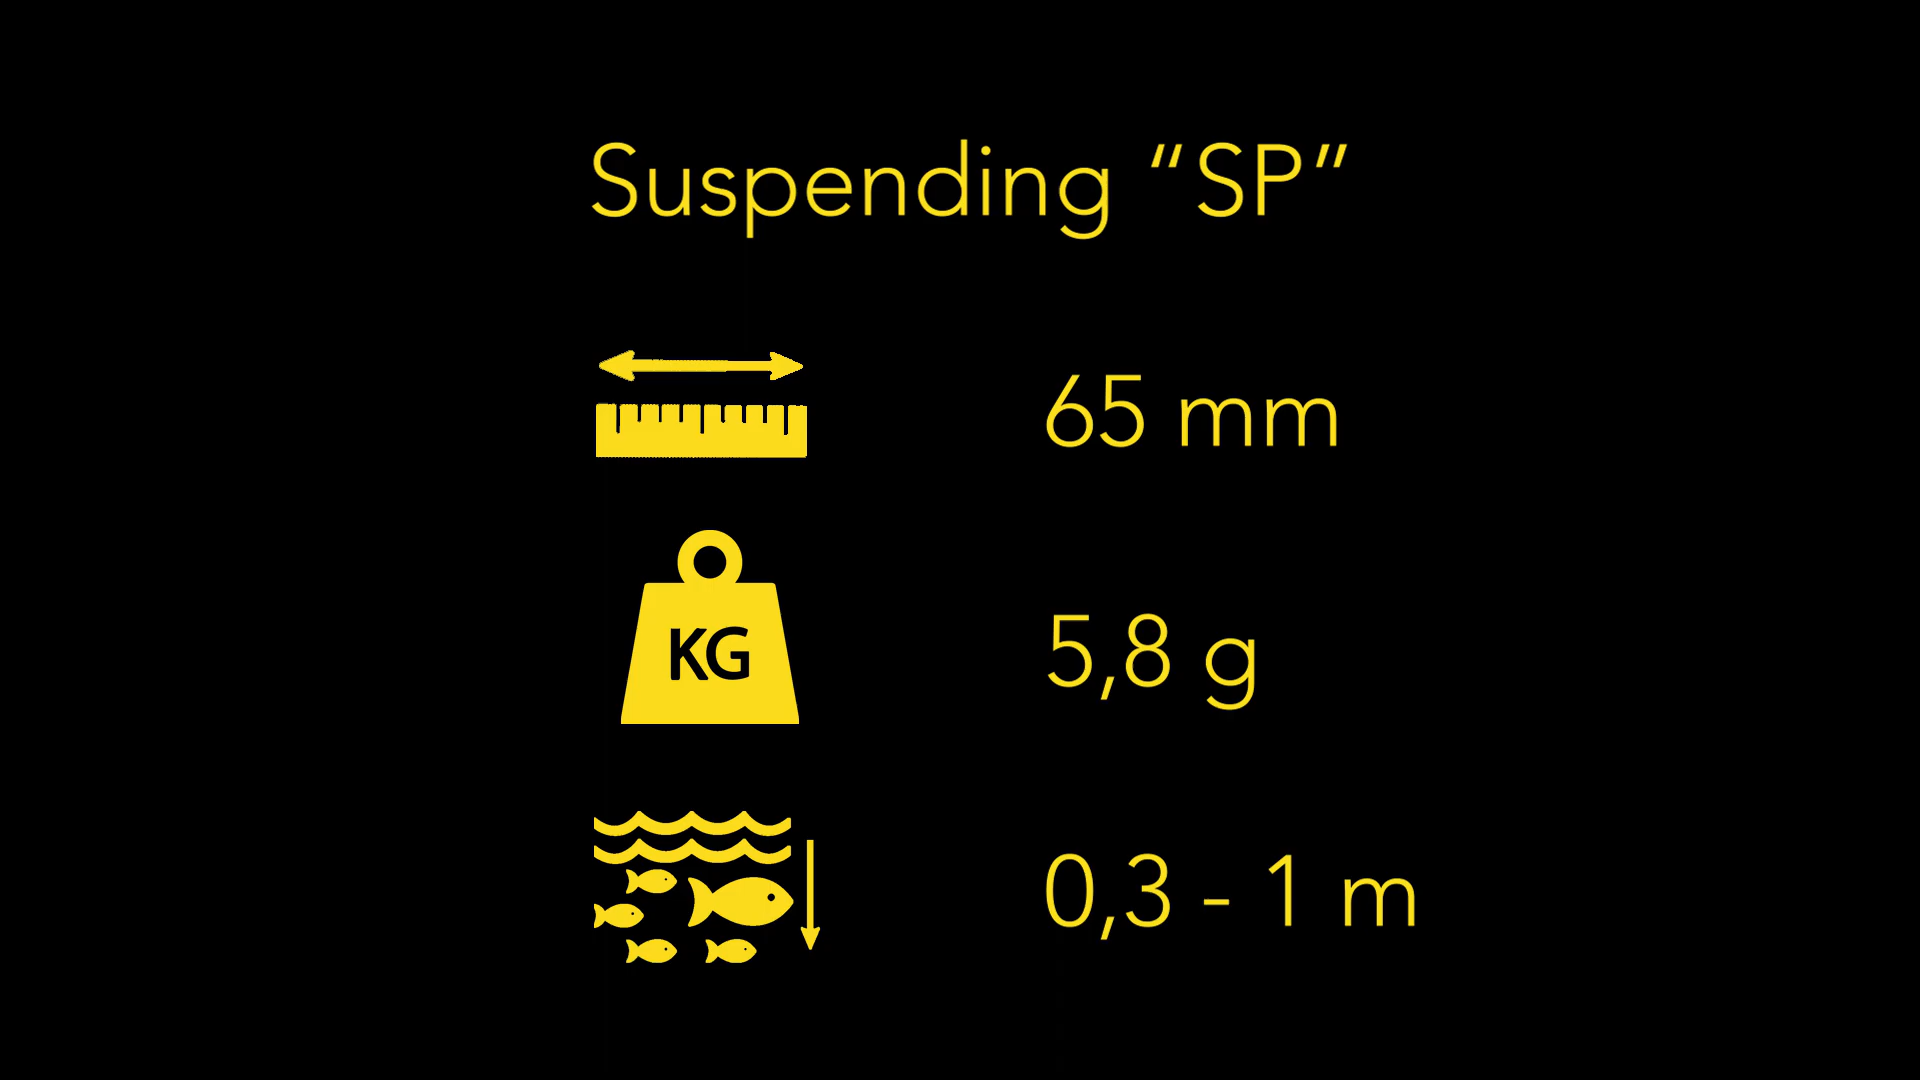 Suspending “SP”
65 mm
KG
5,8 g
0,3 - 1 m